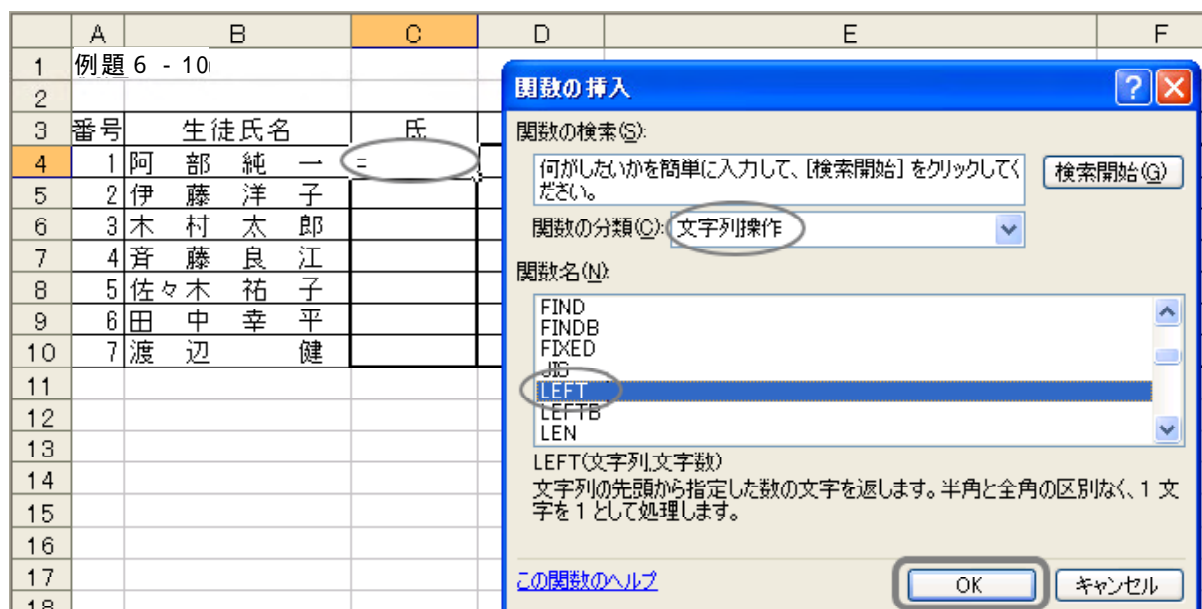 A B C D E F
1 例題6-10
2
3 番号 生徒氏名 氏
4 1 阿部純一 =
5 2 伊藤洋子
6 3 木村太郎
7 4 斉藤良江
8 5 佐々木祐子
9 6 田中幸平
10 7 渡辺健
11
12
13
14
15
16
17
18
関数の挿入
関数の検索(S):
何がしたいかを簡単に入力して、[検索開始] をクリックしてく
ださい。
検索開始(G)
関数の分類(C): 文字列操作
関数名(N):
FIND
FINDB
FIXED
JIS
LEFT
LEFTB
LEN
LEFT(文字列,文字数)
文字列の先頭から指定した数の文字を返します。半角と全角の区別なく、1 文
字を 1 として処理します。
この関数のヘルプ
OK
キャンセル